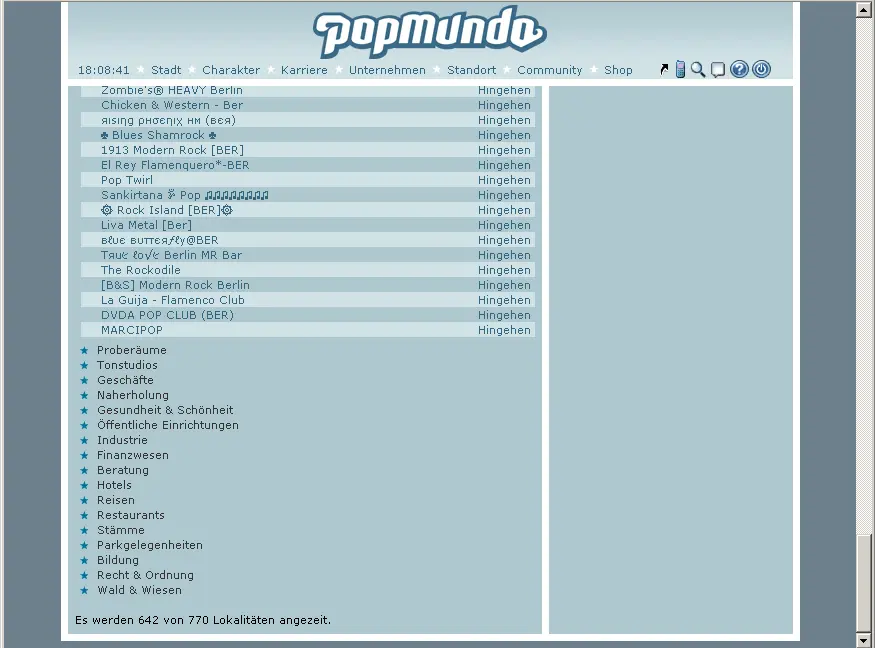 popmundo
18:08:41 ★ Stadt ★ Charakter ★ Karriere ★ Unternehmen ★ Standort ★ Community ★ Shop
Zombie's® HEAVY Berlin Hingehen
Chicken & Western - Ber Hingehen
яιѕιηg ρнσєηιχ нм (вєя) Hingehen
♣ Blues Shamrock ♣ Hingehen
1913 Modern Rock [BER] Hingehen
El Rey Flamenquero*-BER Hingehen
Pop Twirl Hingehen
Sankirtana Pop ♫♫♫♫♫♫♫♫ Hingehen
۞ Rock Island [BER]۞ Hingehen
Liva Metal [Ber] Hingehen
вℓυє вυттєяƒℓу@BER Hingehen
Tяuℯ ℓo√ℯ Berlin MR Bar Hingehen
The Rockodile Hingehen
[B&S] Modern Rock Berlin Hingehen
La Guija - Flamenco Club Hingehen
DVDA POP CLUB (BER) Hingehen
MARCIPOP Hingehen
★ Proberäume
★ Tonstudios
★ Geschäfte
★ Naherholung
★ Gesundheit & Schönheit
★ Öffentliche Einrichtungen
★ Industrie
★ Finanzwesen
★ Beratung
★ Hotels
★ Reisen
★ Restaurants
★ Stämme
★ Parkgelegenheiten
★ Bildung
★ Recht & Ordnung
★ Wald & Wiesen
Es werden 642 von 770 Lokalitäten angezeit.